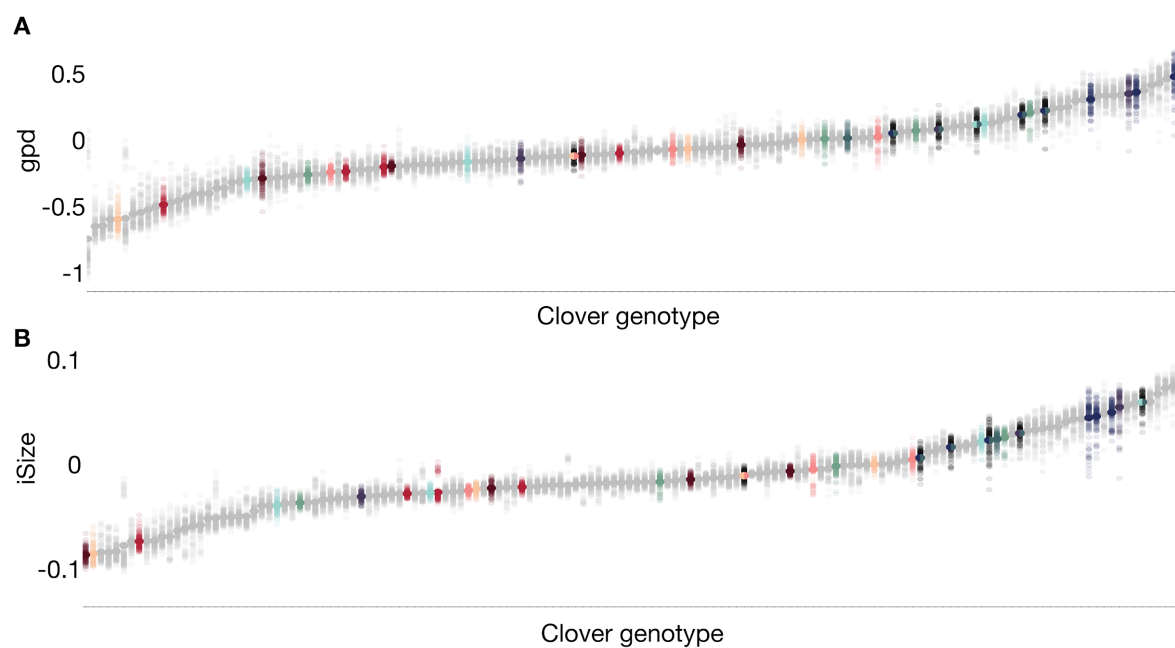 A
0.5
0
-0.5
-1
gpd
Clover genotype
B
0.1
0
-0.1
iSize
Clover genotype